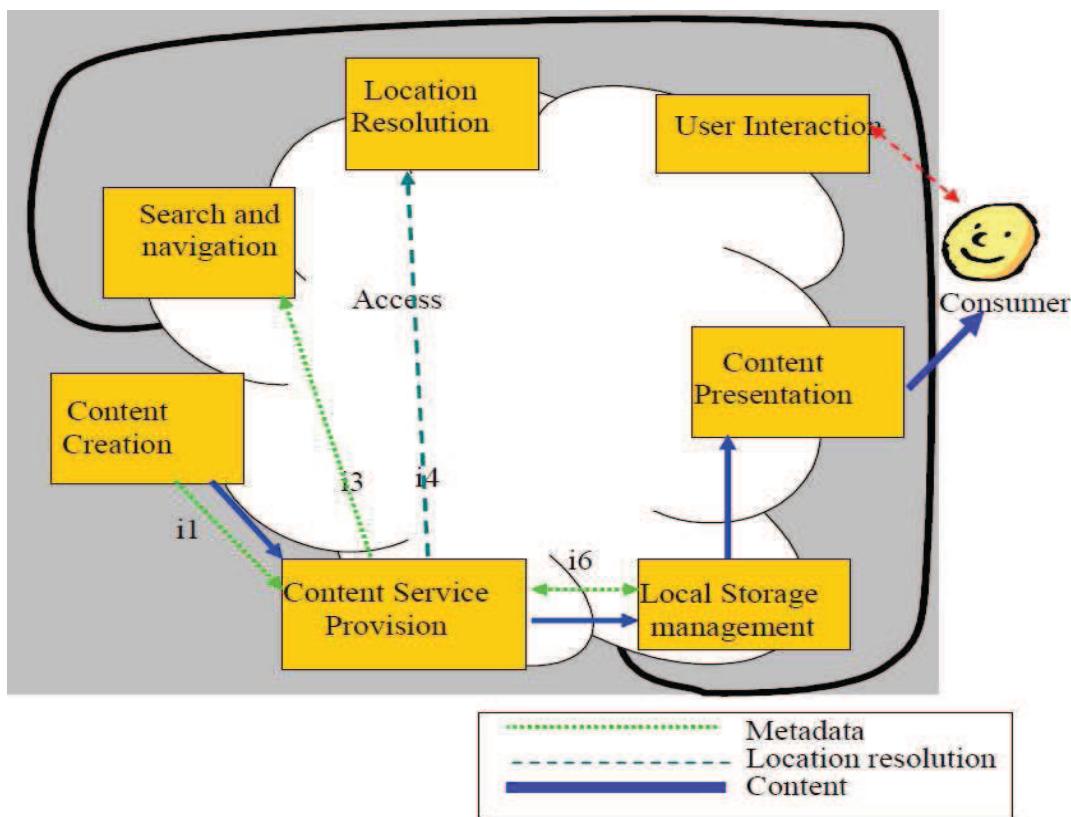 Location
Resolution
User Interaction
Search and
navigation
Access
Consumer
Content
Presentation
Content
Creation
i3
i4
i1
i6
Content Service
Provision
Local Storage
management
Metadada
Location resolution
Content